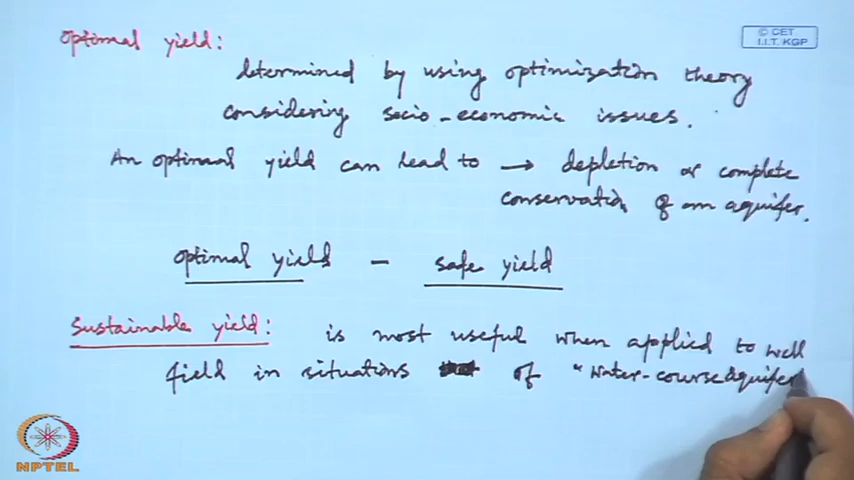 © CET
I.I.T. KGP
Optimal yield:
determined by using optimization theory
considering socio-economic issues.
An optimal yield can lead to → depletion or complete
conservation of an aquifer.
optimal yield - safe yield
Sustainable yield: is most useful when applied to well
field in situations of "Water-course aquifer
NPTEL